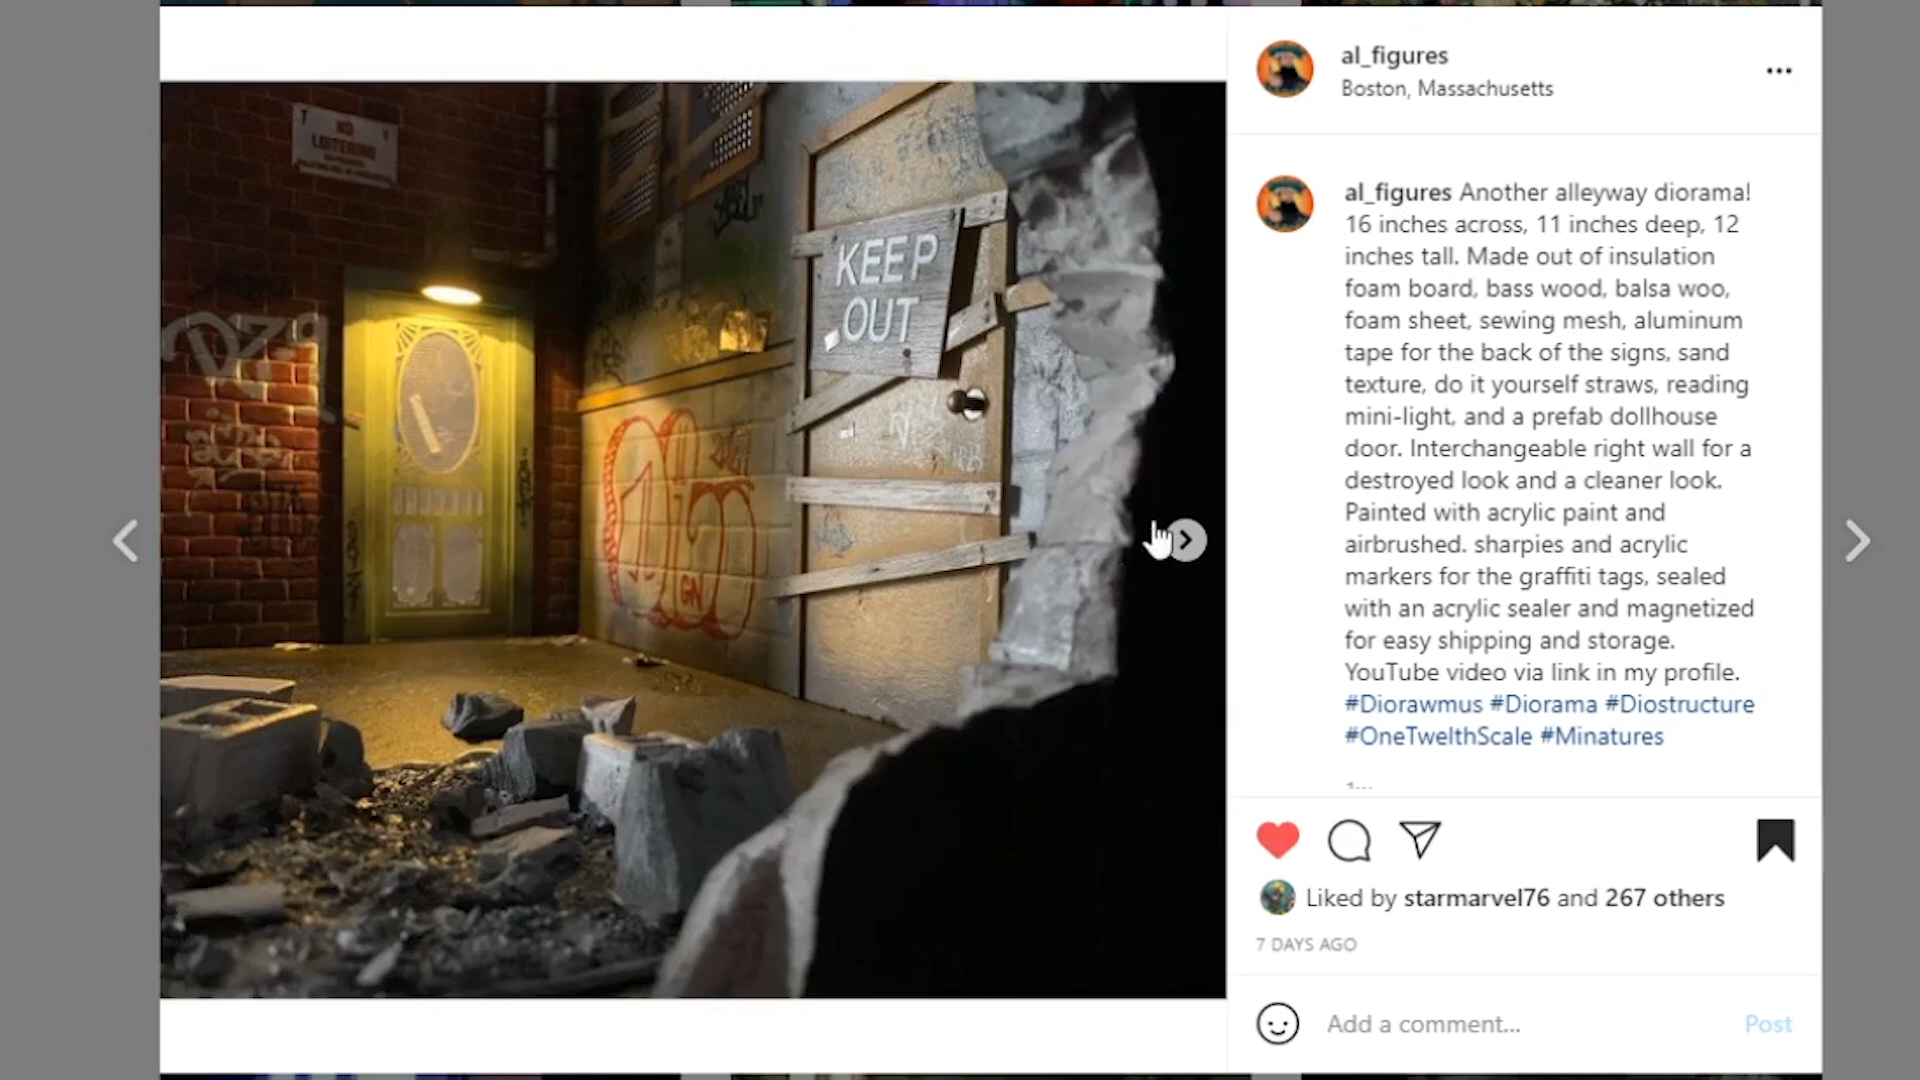 al_figures
Boston, Massachusetts
NO
LOITERING
KEEP
OUT
GN
al_figures Another alleyway diorama!
16 inches across, 11 inches deep, 12
inches tall. Made out of insulation
foam board, bass wood, balsa woo,
foam sheet, sewing mesh, aluminum
tape for the back of the signs, sand
texture, do it yourself straws, reading
mini-light, and a prefab dollhouse
door. Interchangeable right wall for a
destroyed look and a cleaner look.
Painted with acrylic paint and
airbrushed. sharpies and acrylic
markers for the graffiti tags, sealed
with an acrylic sealer and magnetized
for easy shipping and storage.
YouTube video via link in my profile.
#Diorawmus #Diorama #Diostructure
#OneTwelthScale #Minatures
Liked by starmarvel76 and 267 others
7 DAYS AGO
Add a comment...
Post